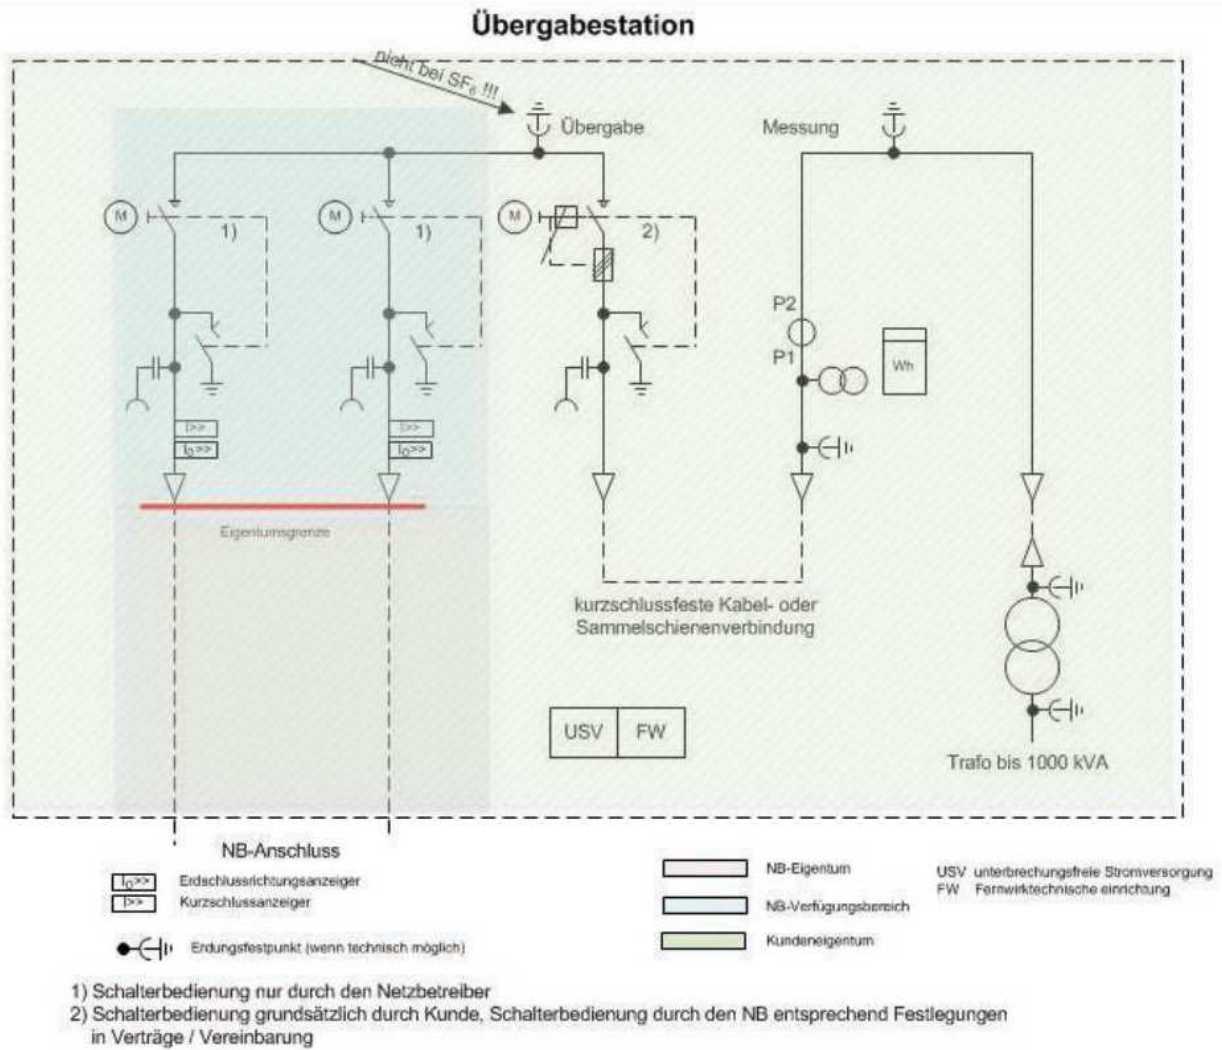 Übergabestation
nicht bei SF₆ !!!
Übergabe
Messung
M
1)
M
1)
M
2)
P2
P1
Wh
I>>
I₀>>
I>>
I₀>>
Eigentumsgrenze
kurzschlussfeste Kabel- oder
Sammelschienenverbindung
USV
FW
Trafo bis 1000 kVA
NB-Anschluss
I₀>> Erdschlussrichtungsanzeiger
I>> Kurzschlussanzeiger
Erdungsfestpunkt (wenn technisch möglich)
NB-Eigentum
NB-Verfügungsbereich
Kundeneigentum
USV unterbrechungsfreie Stromversorgung
FW Fernwirktechnische einrichtung
1) Schalterbedienung nur durch den Netzbetreiber
2) Schalterbedienung grundsätzlich durch Kunde, Schalterbedienung durch den NB entsprechend Festlegungen
in Verträge / Vereinbarung